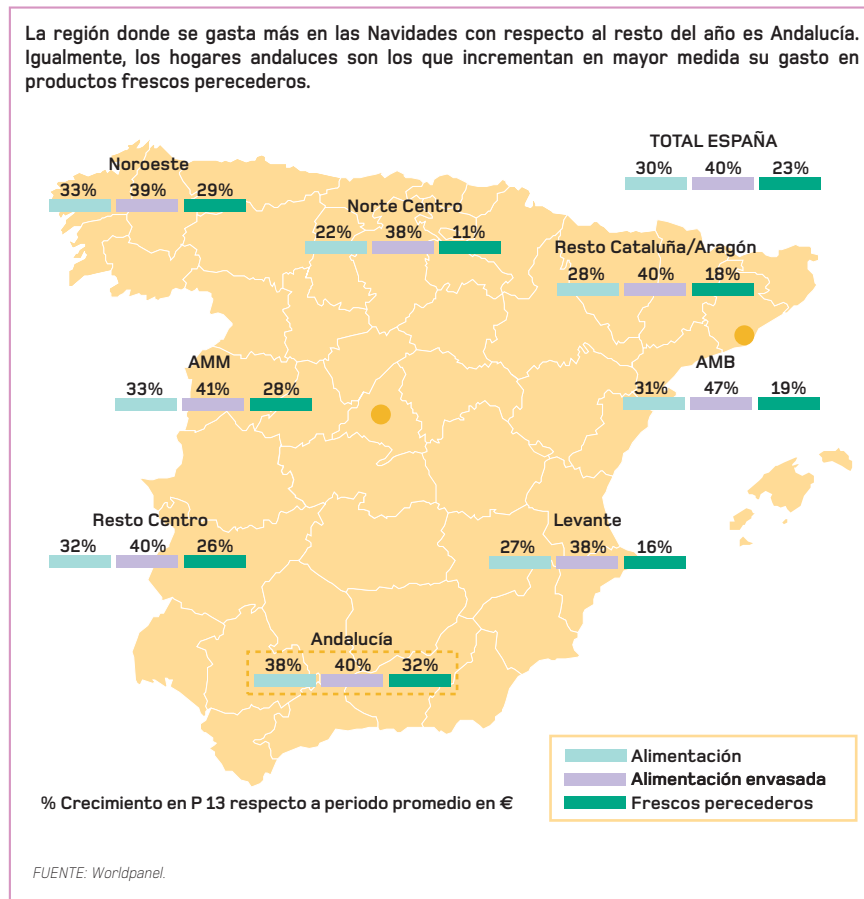 La región donde se gasta más en las Navidades con respecto al resto del año es Andalucía.
Igualmente, los hogares andaluces son los que incrementan en mayor medida su gasto en
productos frescos perecederos.
TOTAL ESPAÑA
30% 40% 23%
Noroeste
33% 39% 29%
Norte Centro
22% 38% 11%
Resto Cataluña/Aragón
28% 40% 18%
AMM
33% 41% 28%
AMB
31% 47% 19%
Resto Centro
32% 40% 26%
Levante
27% 38% 16%
Andalucía
38% 40% 32%
Alimentación
Alimentación envasada
Frescos perecederos
% Crecimiento en P 13 respecto a periodo promedio en €
FUENTE: Worldpanel.